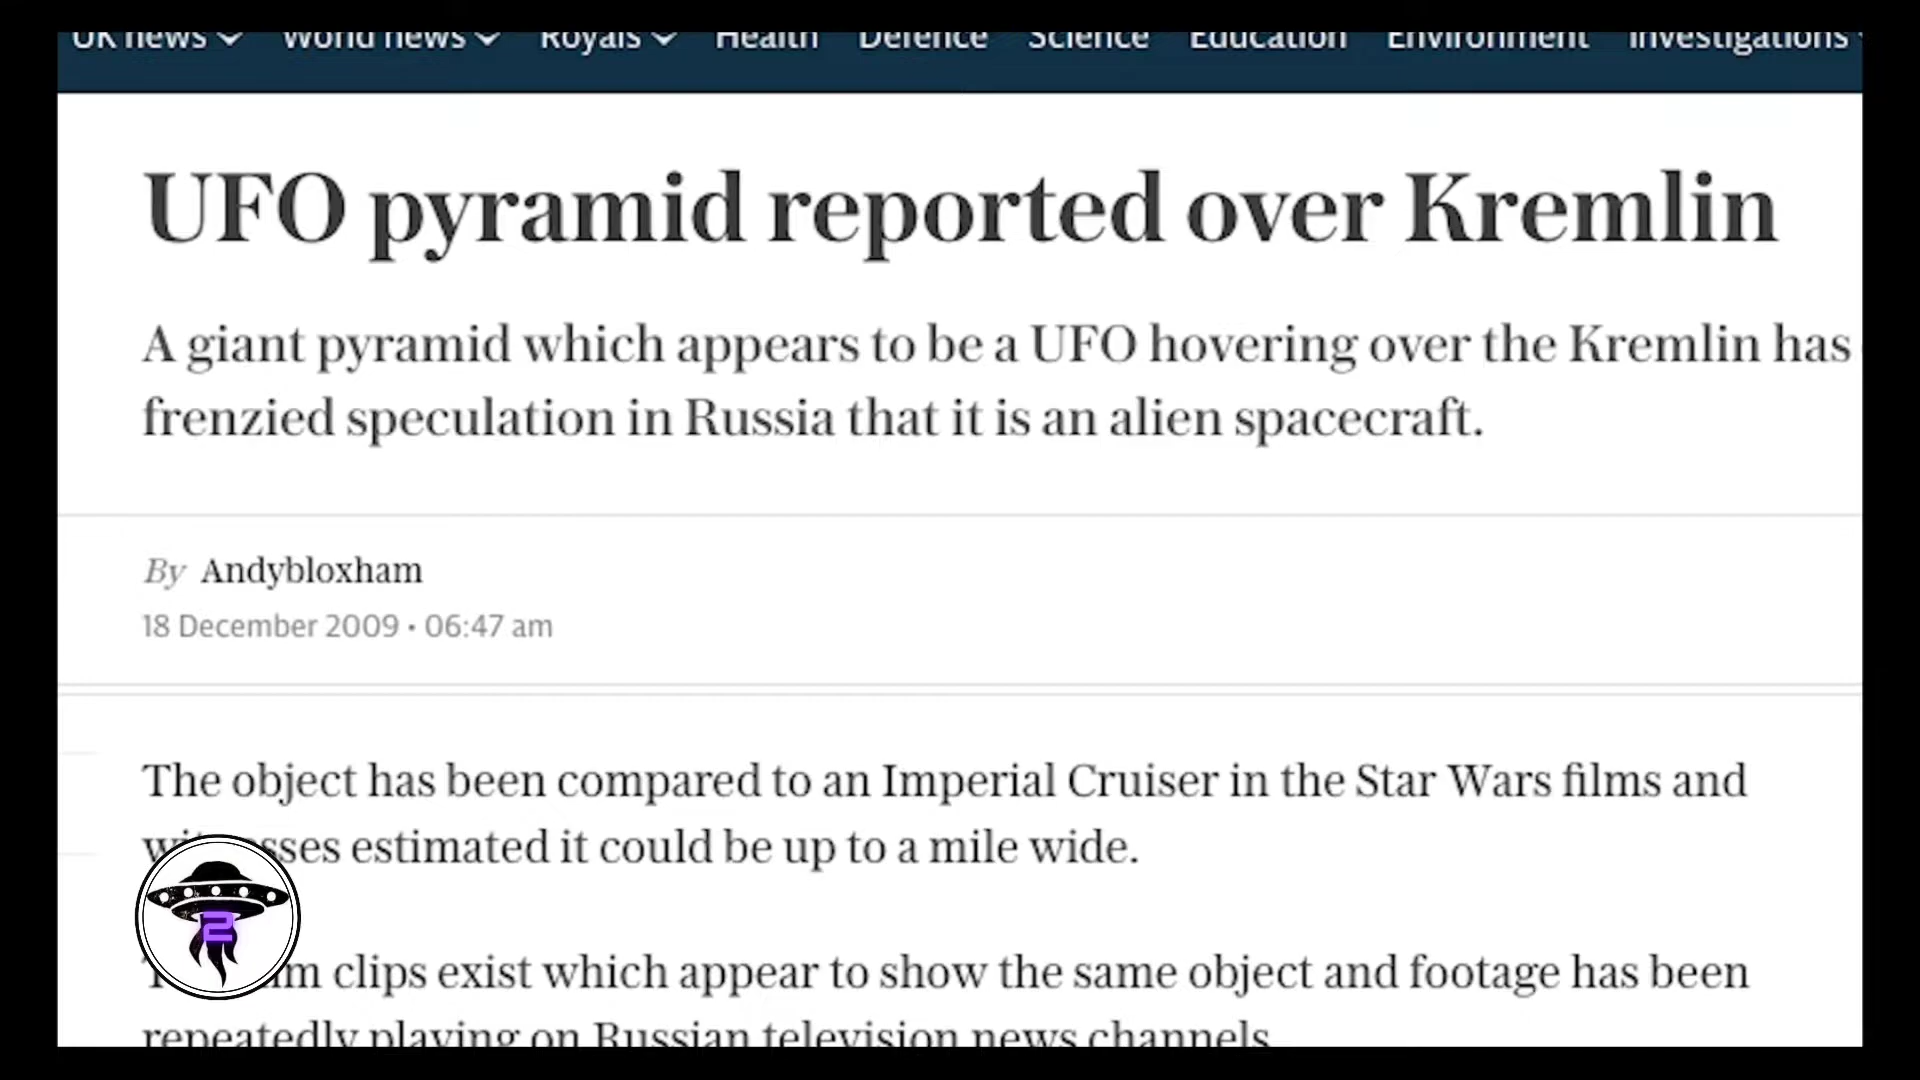 UK news World news Royals Health Defence Science Education Environment Investigations
UFO pyramid reported over Kremlin
A giant pyramid which appears to be a UFO hovering over the Kremlin has
frenzied speculation in Russia that it is an alien spacecraft.
By Andybloxham
18 December 2009 • 06:47 am
The object has been compared to an Imperial Cruiser in the Star Wars films and
witnesses estimated it could be up to a mile wide.
2
clips exist which appear to show the same object and footage has been
repeatedly playing on Russian television news channels.